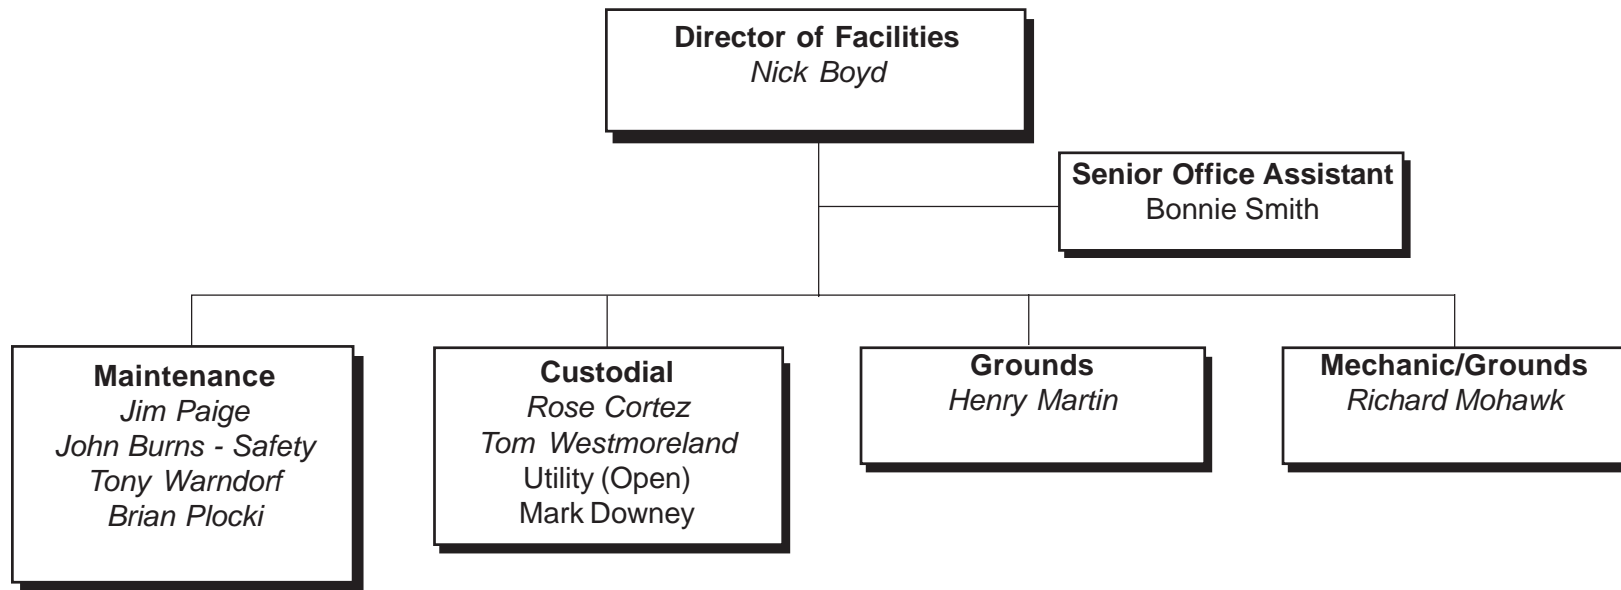 Director of Facilities
Nick Boyd
Senior Office Assistant
Bonnie Smith
Maintenance
Jim Paige
John Burns - Safety
Tony Warndorf
Brian Plocki
Custodial
Rose Cortez
Tom Westmoreland
Utility (Open)
Mark Downey
Grounds
Henry Martin
Mechanic/Grounds
Richard Mohawk